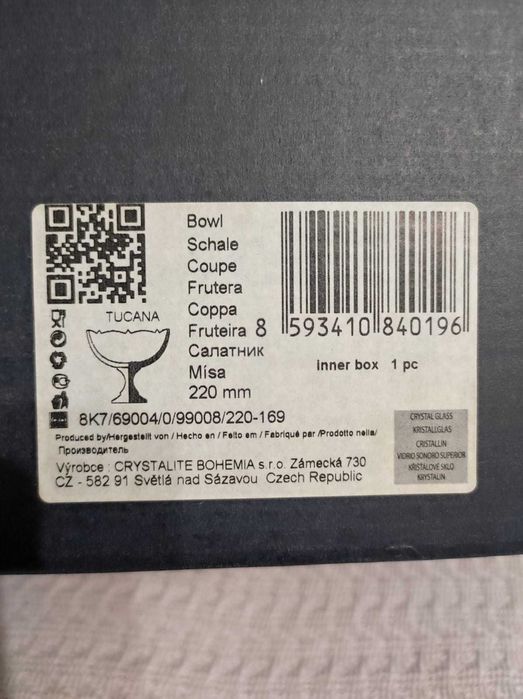 Bowl
Schale
Coupe
Frutera
Coppa
Fruteira
Салатник
Mísa
220 mm
TUCANA
8 593410 840196
inner box 1 pc
8K7/69004/0/99008/220-169
Produced by/Hergestellt von / Hecho en / Feito em / Fabriqué par /Prodotto nella/
Производитель
Výrobce : CRYSTALITE BOHEMIA s.r.o. Zámecká 730
CZ - 582 91 Světlá nad Sázavou Czech Republic
CRYSTAL GLASS
KRISTALLGLAS
CRISTALLIN
VIDRIO SONORO SUPERIOR
KŘIŠŤÁLOVÉ SKLO
KRYSTALIN